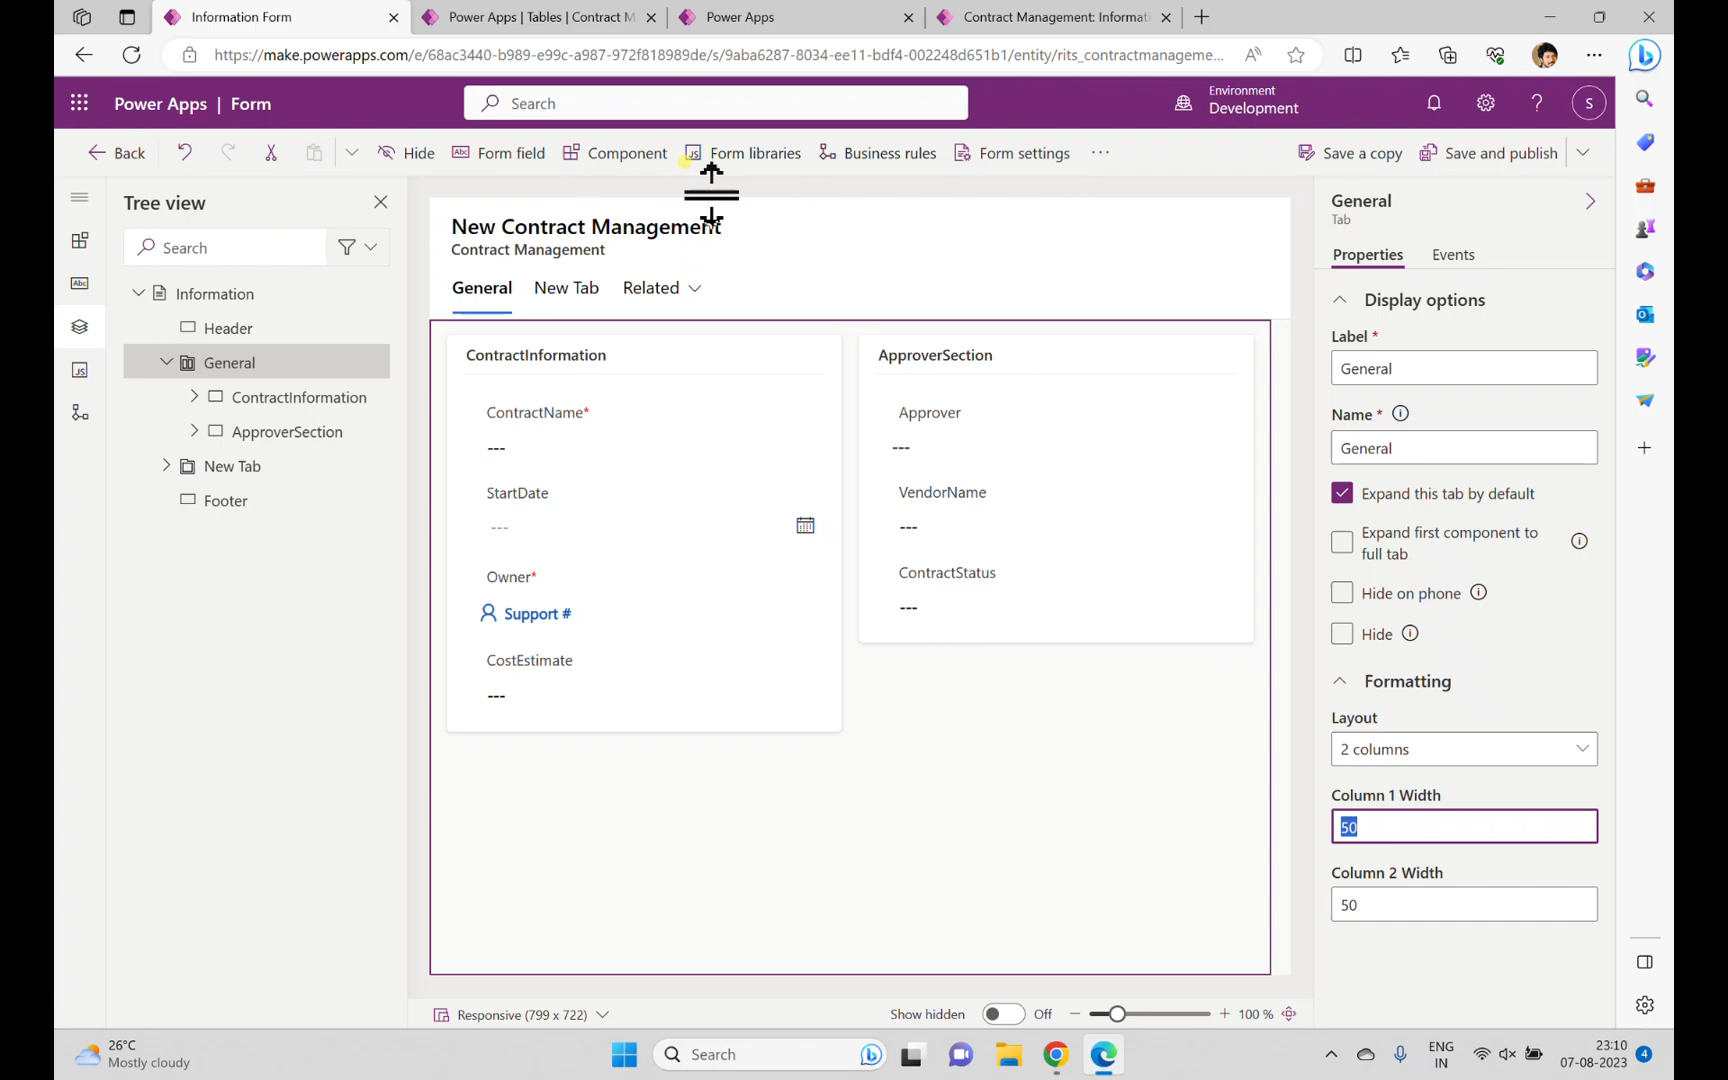 Information Form
Power Apps | Tables | Contract M
Power Apps
Contract Management: Informati
https://make.powerapps.com/e/68ac3440-b989-e99c-a987-972f818989de/s/9aba6287-8034-ee11-bdf4-002248d651b1/entity/rits_contractmanageme...
Power Apps | Form
Search
Environment
Development
S
Back
Hide
Abc Form field
Component
JS Form libraries
Business rules
Form settings
...
Save a copy
Save and publish
Tree view
Search
Abc
JS
Information
Header
General
ContractInformation
ApproverSection
New Tab
Footer
New Contract Management
Contract Management
General
New Tab
Related
ContractInformation
ContractName*
---
StartDate
---
Owner*
Support #
CostEstimate
---
ApproverSection
Approver
---
VendorName
---
ContractStatus
---
General
Tab
Properties
Events
Display options
Label *
General
Name *
General
Expand this tab by default
Expand first component to
full tab
Hide on phone
Hide
Formatting
Layout
2 columns
Column 1 Width
50
Column 2 Width
50
Responsive (799 x 722)
Show hidden
Off
100 %
26°C
Mostly cloudy
Search
ENG
IN
23:10
07-08-2023
4